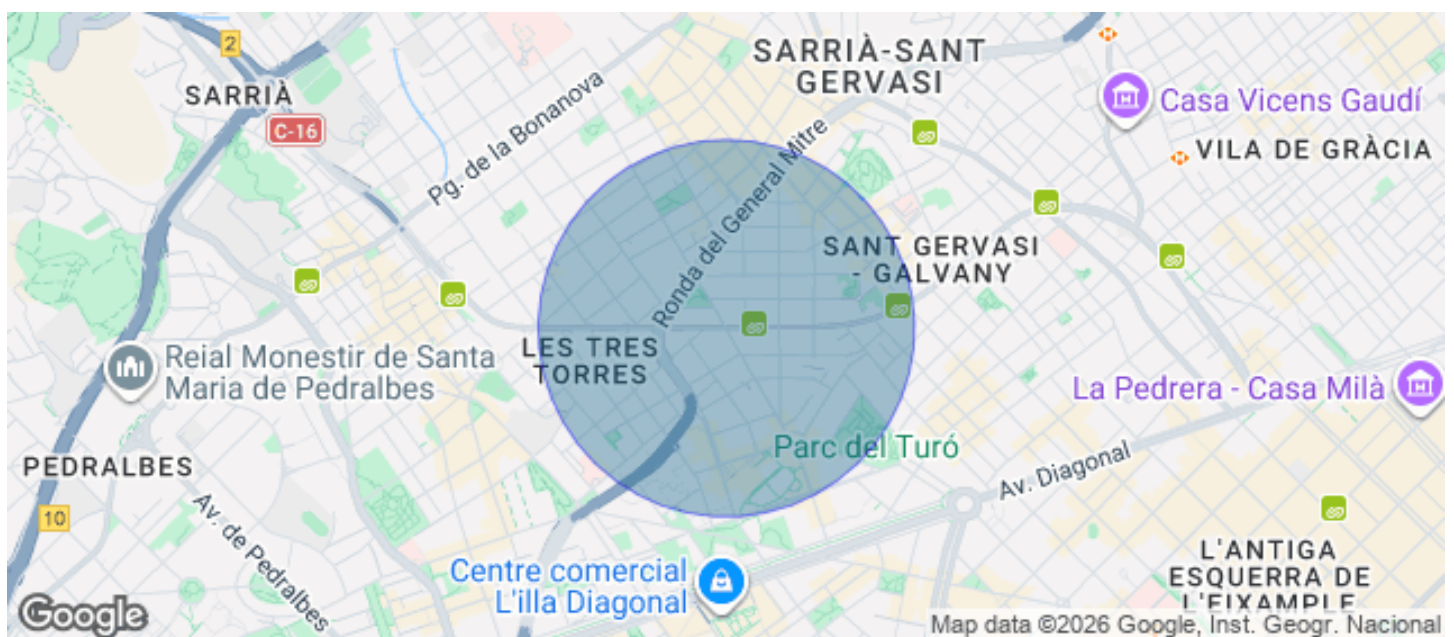 2
SARRIÀ-SANT
GERVASI
SARRIÀ
C-16
Casa Vicens Gaudí
Pg. de la Bonanova
Ronda del General Mitre
VILA DE GRÀCIA
SANT GERVASI
- GALVANY
LES TRES
TORRES
Reial Monestir de Santa
Maria de Pedralbes
La Pedrera - Casa Milà
Parc del Turó
PEDRALBES
Av. Diagonal
10
Av. de Pedralbes
Centre comercial
L'illa Diagonal
L'ANTIGA
ESQUERRA DE
L'EIXAMPLE
Google
Map data ©2026 Google, Inst. Geogr. Nacional